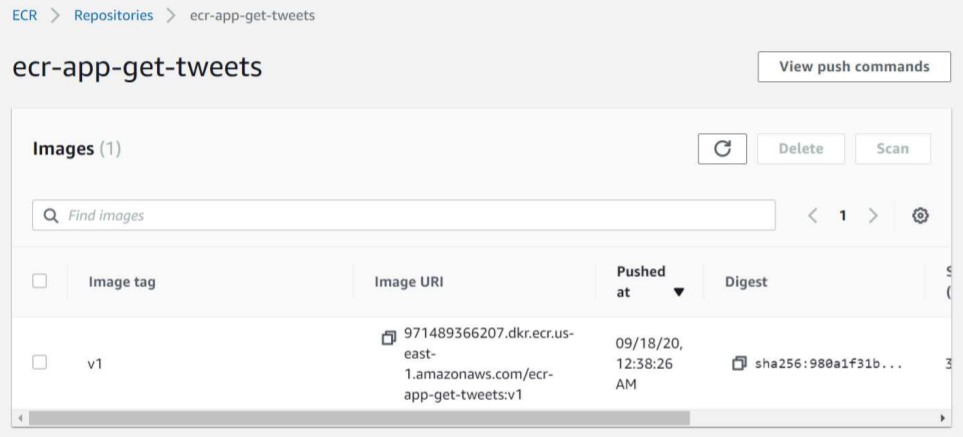 ECR > Repositories > ecr-app-get-tweets
ecr-app-get-tweets
View push commands
Images (1)
Delete
Scan
Find images
< 1 >
Image tag
Image URI
Pushed
at
Digest
v1
971489366207.dkr.ecr.us-
east-
1.amazonaws.com/ecr-
app-get-tweets:v1
09/18/20,
12:38:26
AM
sha256:980a1f31b...